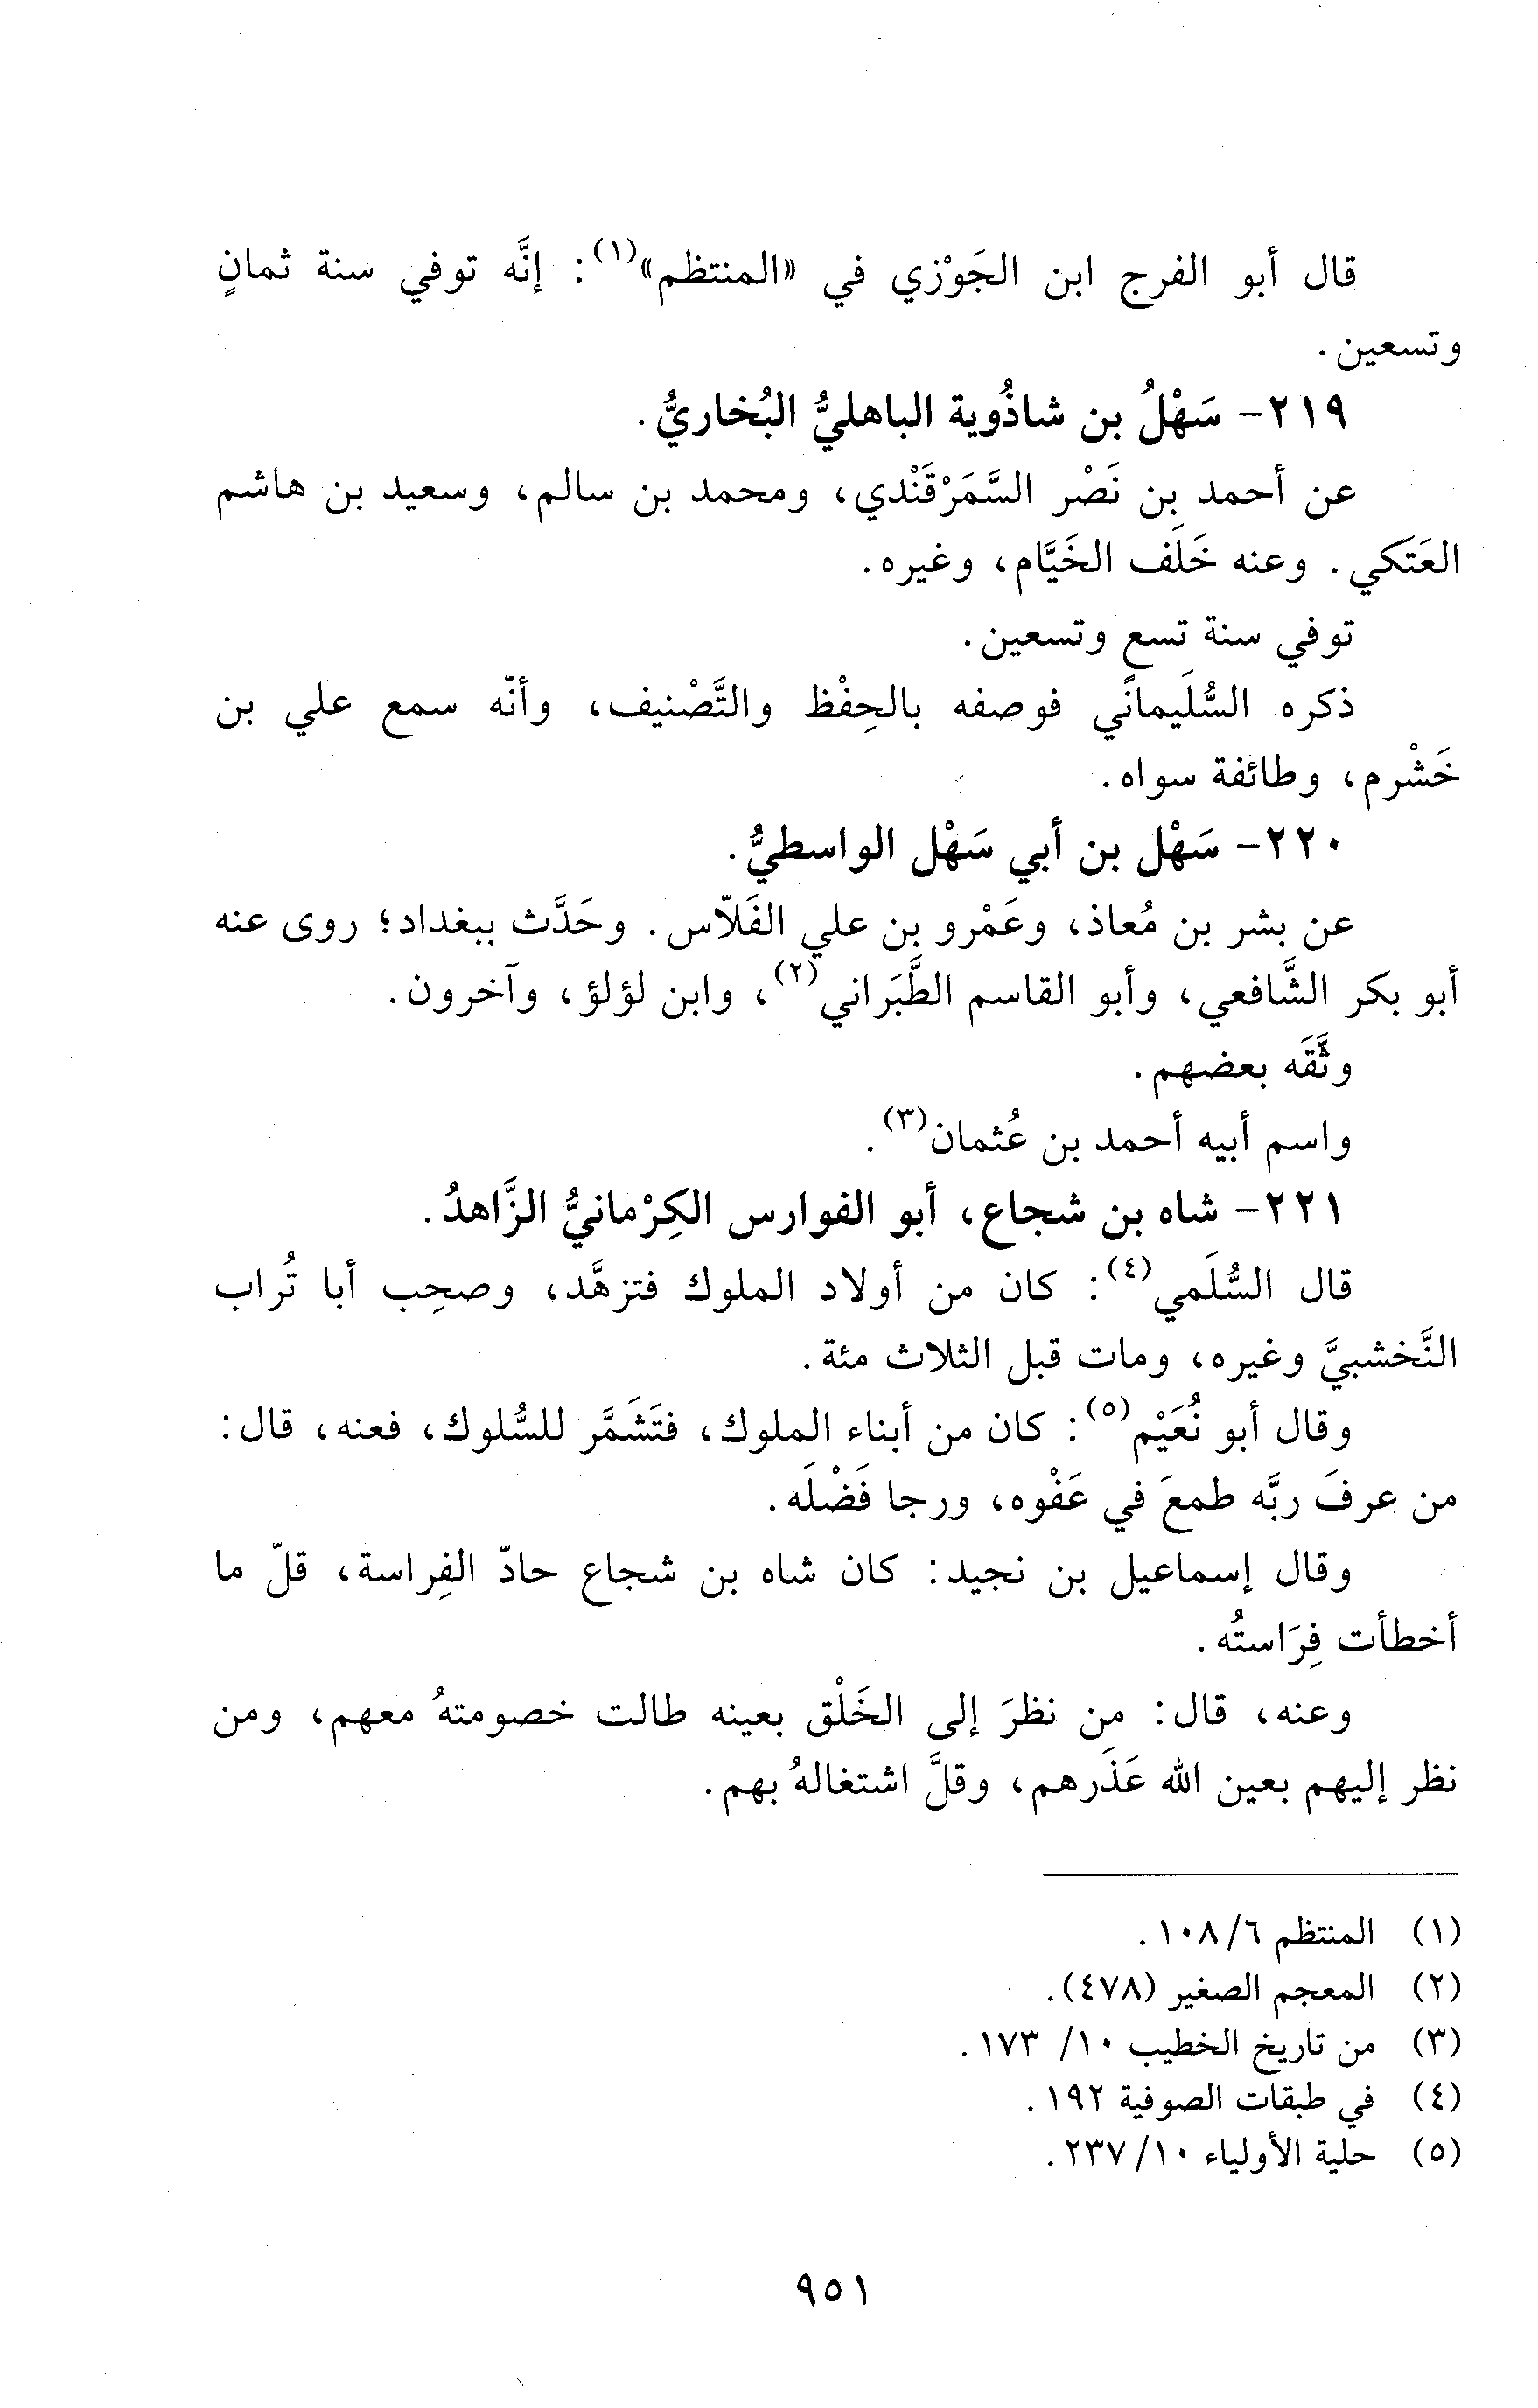 قال أبو الفرج ابن الجَوْزي في «المنتظم»(١): إنَّه توفي سنة ثمانٍ
وتسعين.
٢١٩- سَهْلُ بن شاذُوية الباهليُّ البُخاريُّ.
عن أحمد بن نَصْر السَّمَرْقَنْدي، ومحمد بن سالم، وسعيد بن هاشم
العَتَكي. وعنه خَلَف الخَيَّام، وغيره.
توفي سنة تسع وتسعين.
ذكره السُّلَيماني فوصفه بالحِفْظ والتَّصْنيف، وأنّه سمع علي بن
خَشْرم، وطائفة سواه.
٢٢٠- سَهْل بن أبي سَهْل الواسطيُّ.
عن بشر بن مُعاذ، وعَمْرو بن علي الفَلاّس. وحَدَّث ببغداد؛ روى عنه
أبو بكر الشَّافعي، وأبو القاسم الطَّبَراني(٢)، وابن لؤلؤ، وآخرون.
وثَّقَه بعضهم.
واسم أبيه أحمد بن عُثمان(٣).
٢٢١- شاه بن شجاع، أبو الفوارس الكِرْمانيُّ الزَّاهدُ.
قال السُّلَمي(٤): كان من أولاد الملوك فتزهَّد، وصحِب أبا تُراب
النَّخشبيَّ وغيره، ومات قبل الثلاث مئة.
وقال أبو نُعَيْم(٥): كان من أبناء الملوك، فتَشَمَّر للسُّلوك، فعنه، قال:
من عرفَ ربَّه طمعَ في عَفْوه، ورجا فَضْلَه.
وقال إسماعيل بن نجيد: كان شاه بن شجاع حادّ الفِراسة، قلّ ما
أخطأت فِرَاستُه.
وعنه، قال: من نظرَ إلى الخَلْق بعينه طالت خصومتهُ معهم، ومن
نظر إليهم بعين الله عَذَرهم، وقلَّ اشتغالهُ بهم.
(١) المنتظم ٦/١٠٨.
(٢) المعجم الصغير (٤٧٨).
(٣) من تاريخ الخطيب ١٠/ ١٧٣.
(٤) في طبقات الصوفية ١٩٢.
(٥) حلية الأولياء ١٠/٢٣٧.
٩٥١